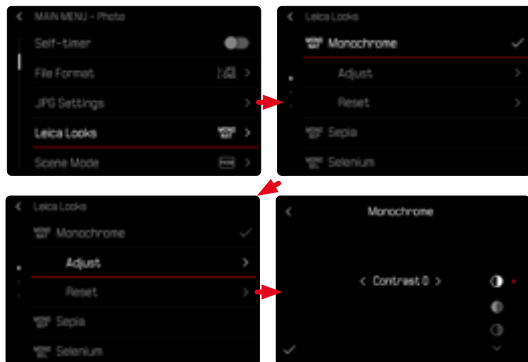 MAIN MENU - Photo
Self-timer
File Format
JPG Settings
Leica Looks
Scene Mode
Leica Looks
Monochrome
Adjust
Reset
Sepia
Selenium
Leica Looks
Monochrome
Adjust
Reset
Sepia
Selenium
Monochrome
Contrast 0